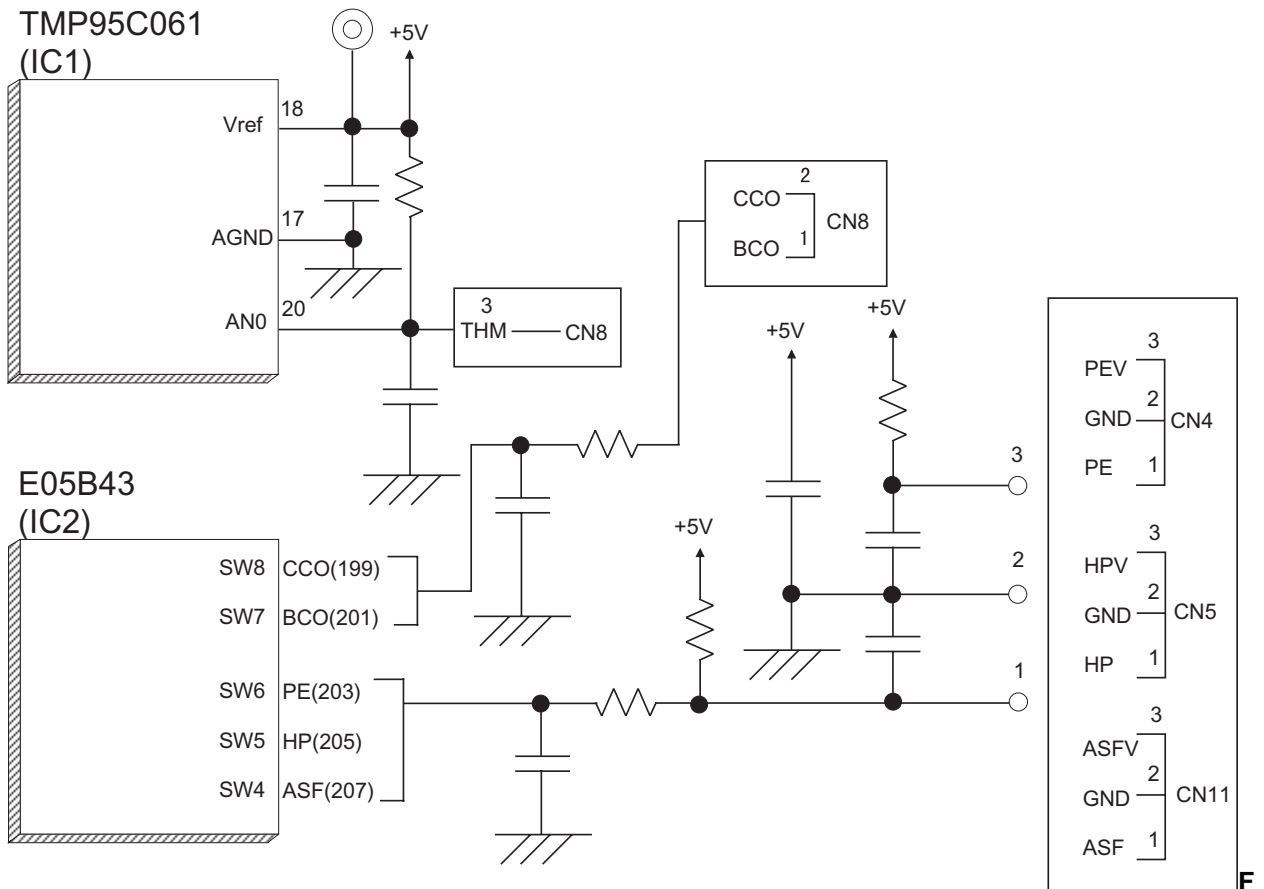 TMP95C061
(IC1)
+5V
Vref
18
AGND
17
AN0
20
3
THM
CN8
2
CCO
CN8
BCO
1
E05B43
(IC2)
SW8
CCO(199)
SW7
BCO(201)
SW6
PE(203)
SW5
HP(205)
SW4
ASF(207)
+5V
+5V
+5V
3
2
1
3
PEV
2
GND
CN4
PE
1
3
HPV
2
GND
CN5
HP
1
3
ASFV
2
GND
CN11
ASF
1